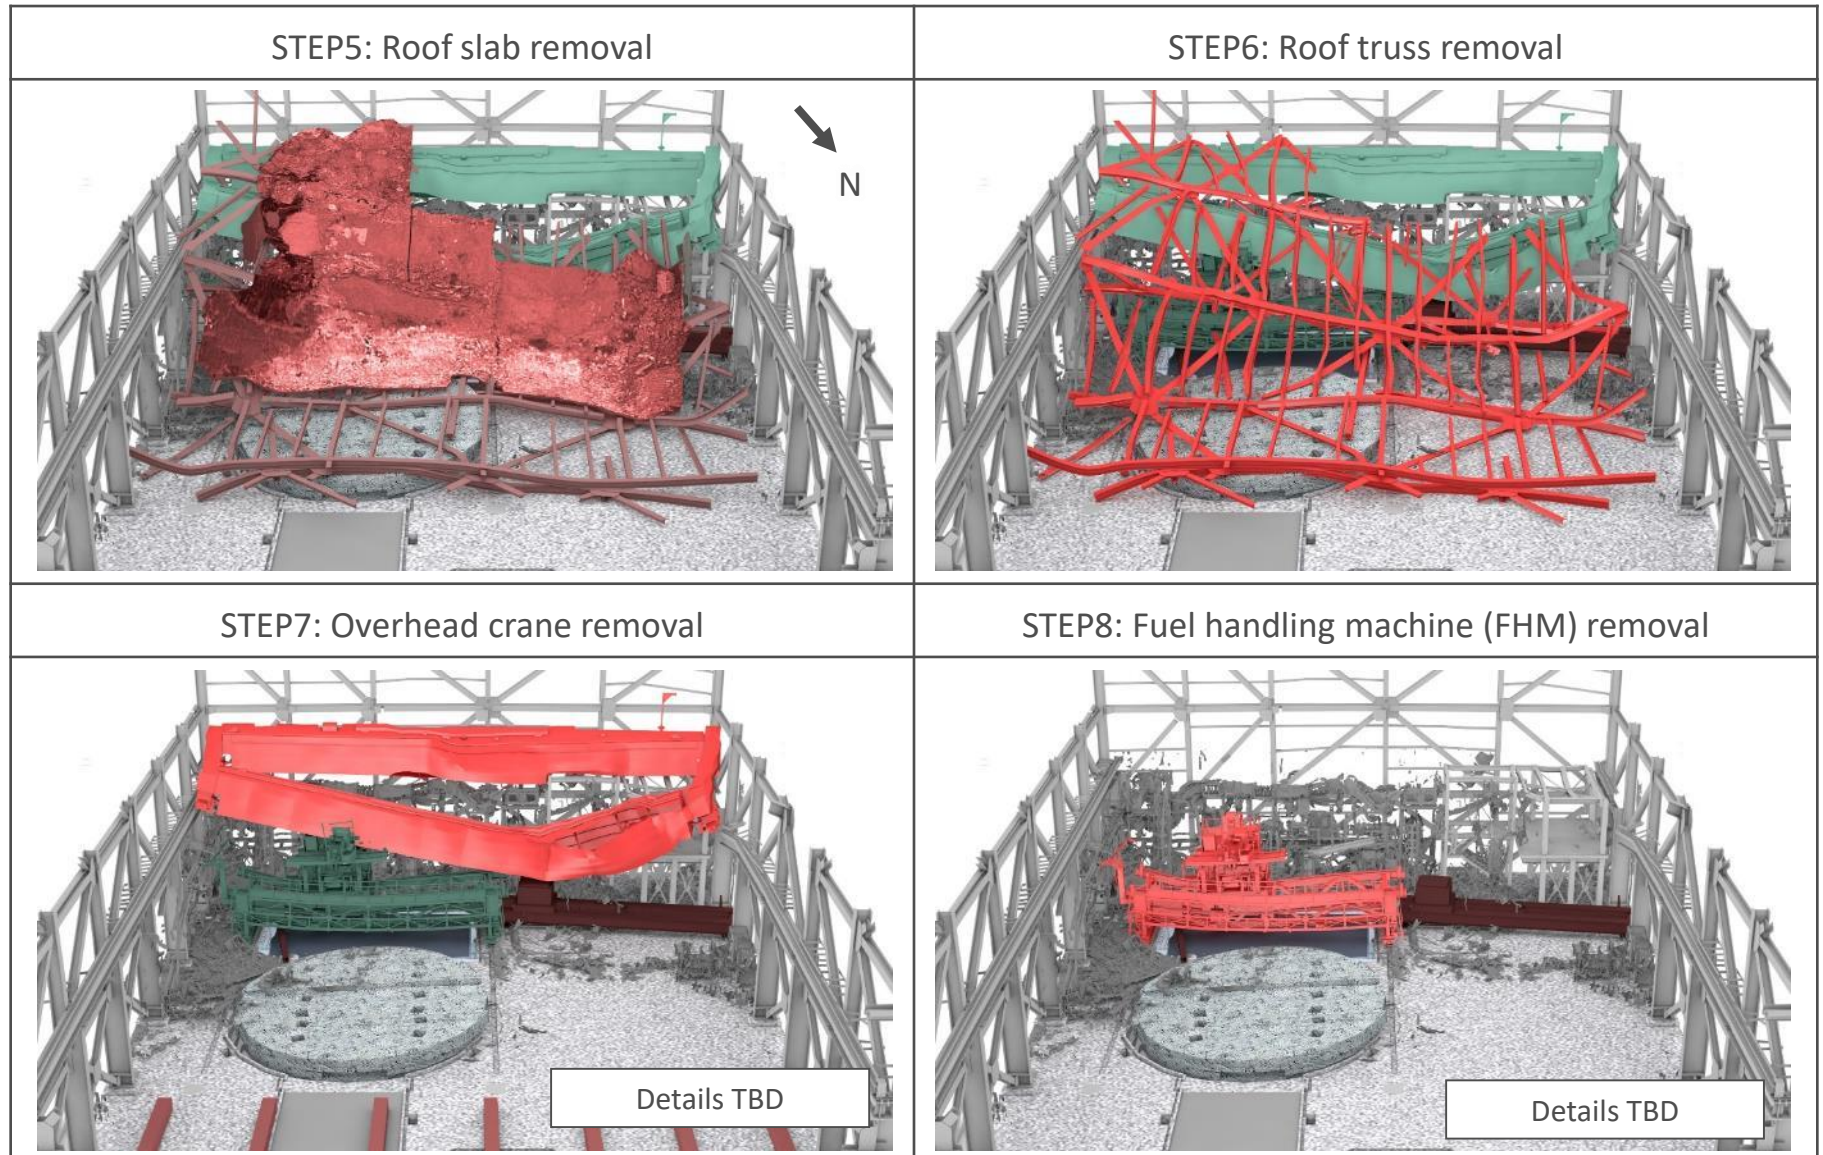 STEP5: Roof slab removal
STEP6: Roof truss removal
N
STEP7: Overhead crane removal
STEP8: Fuel handling machine (FHM) removal
Details TBD
Details TBD